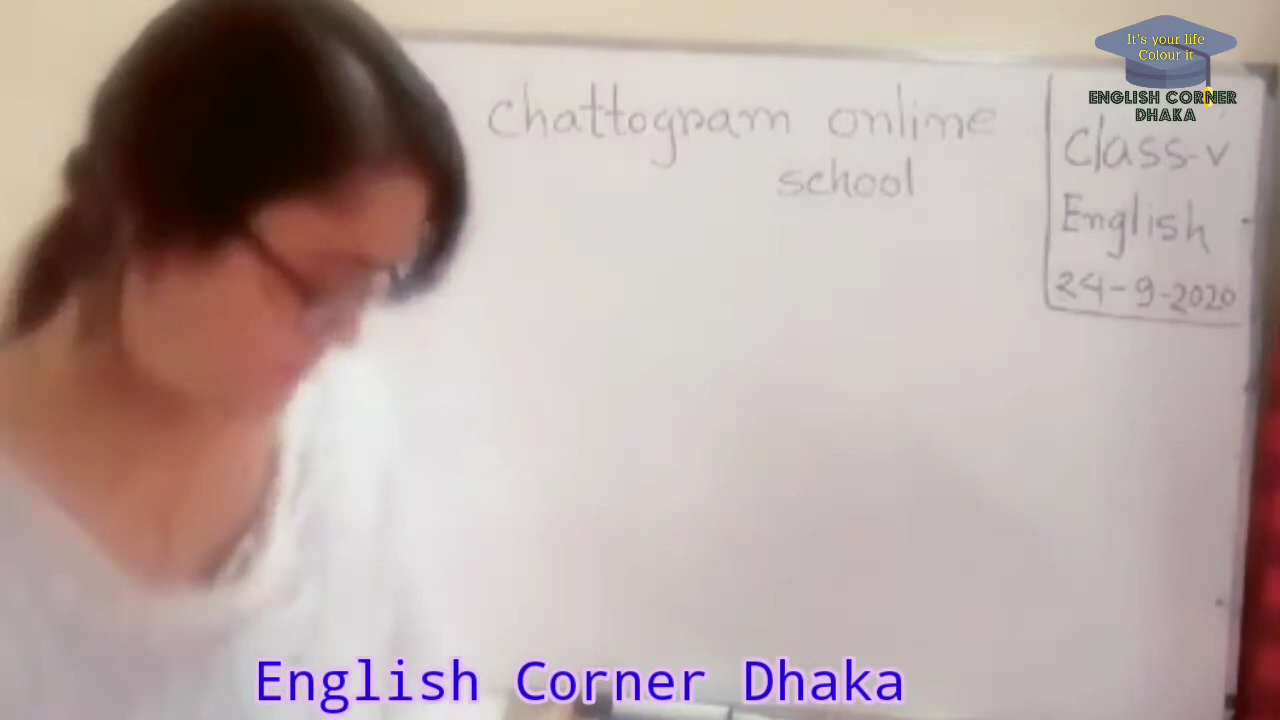 Chattogram online
school
Class-V
English
24-9-2020
It's your life
Colour it
ENGLISH CORNER
DHAKA
English Corner Dhaka